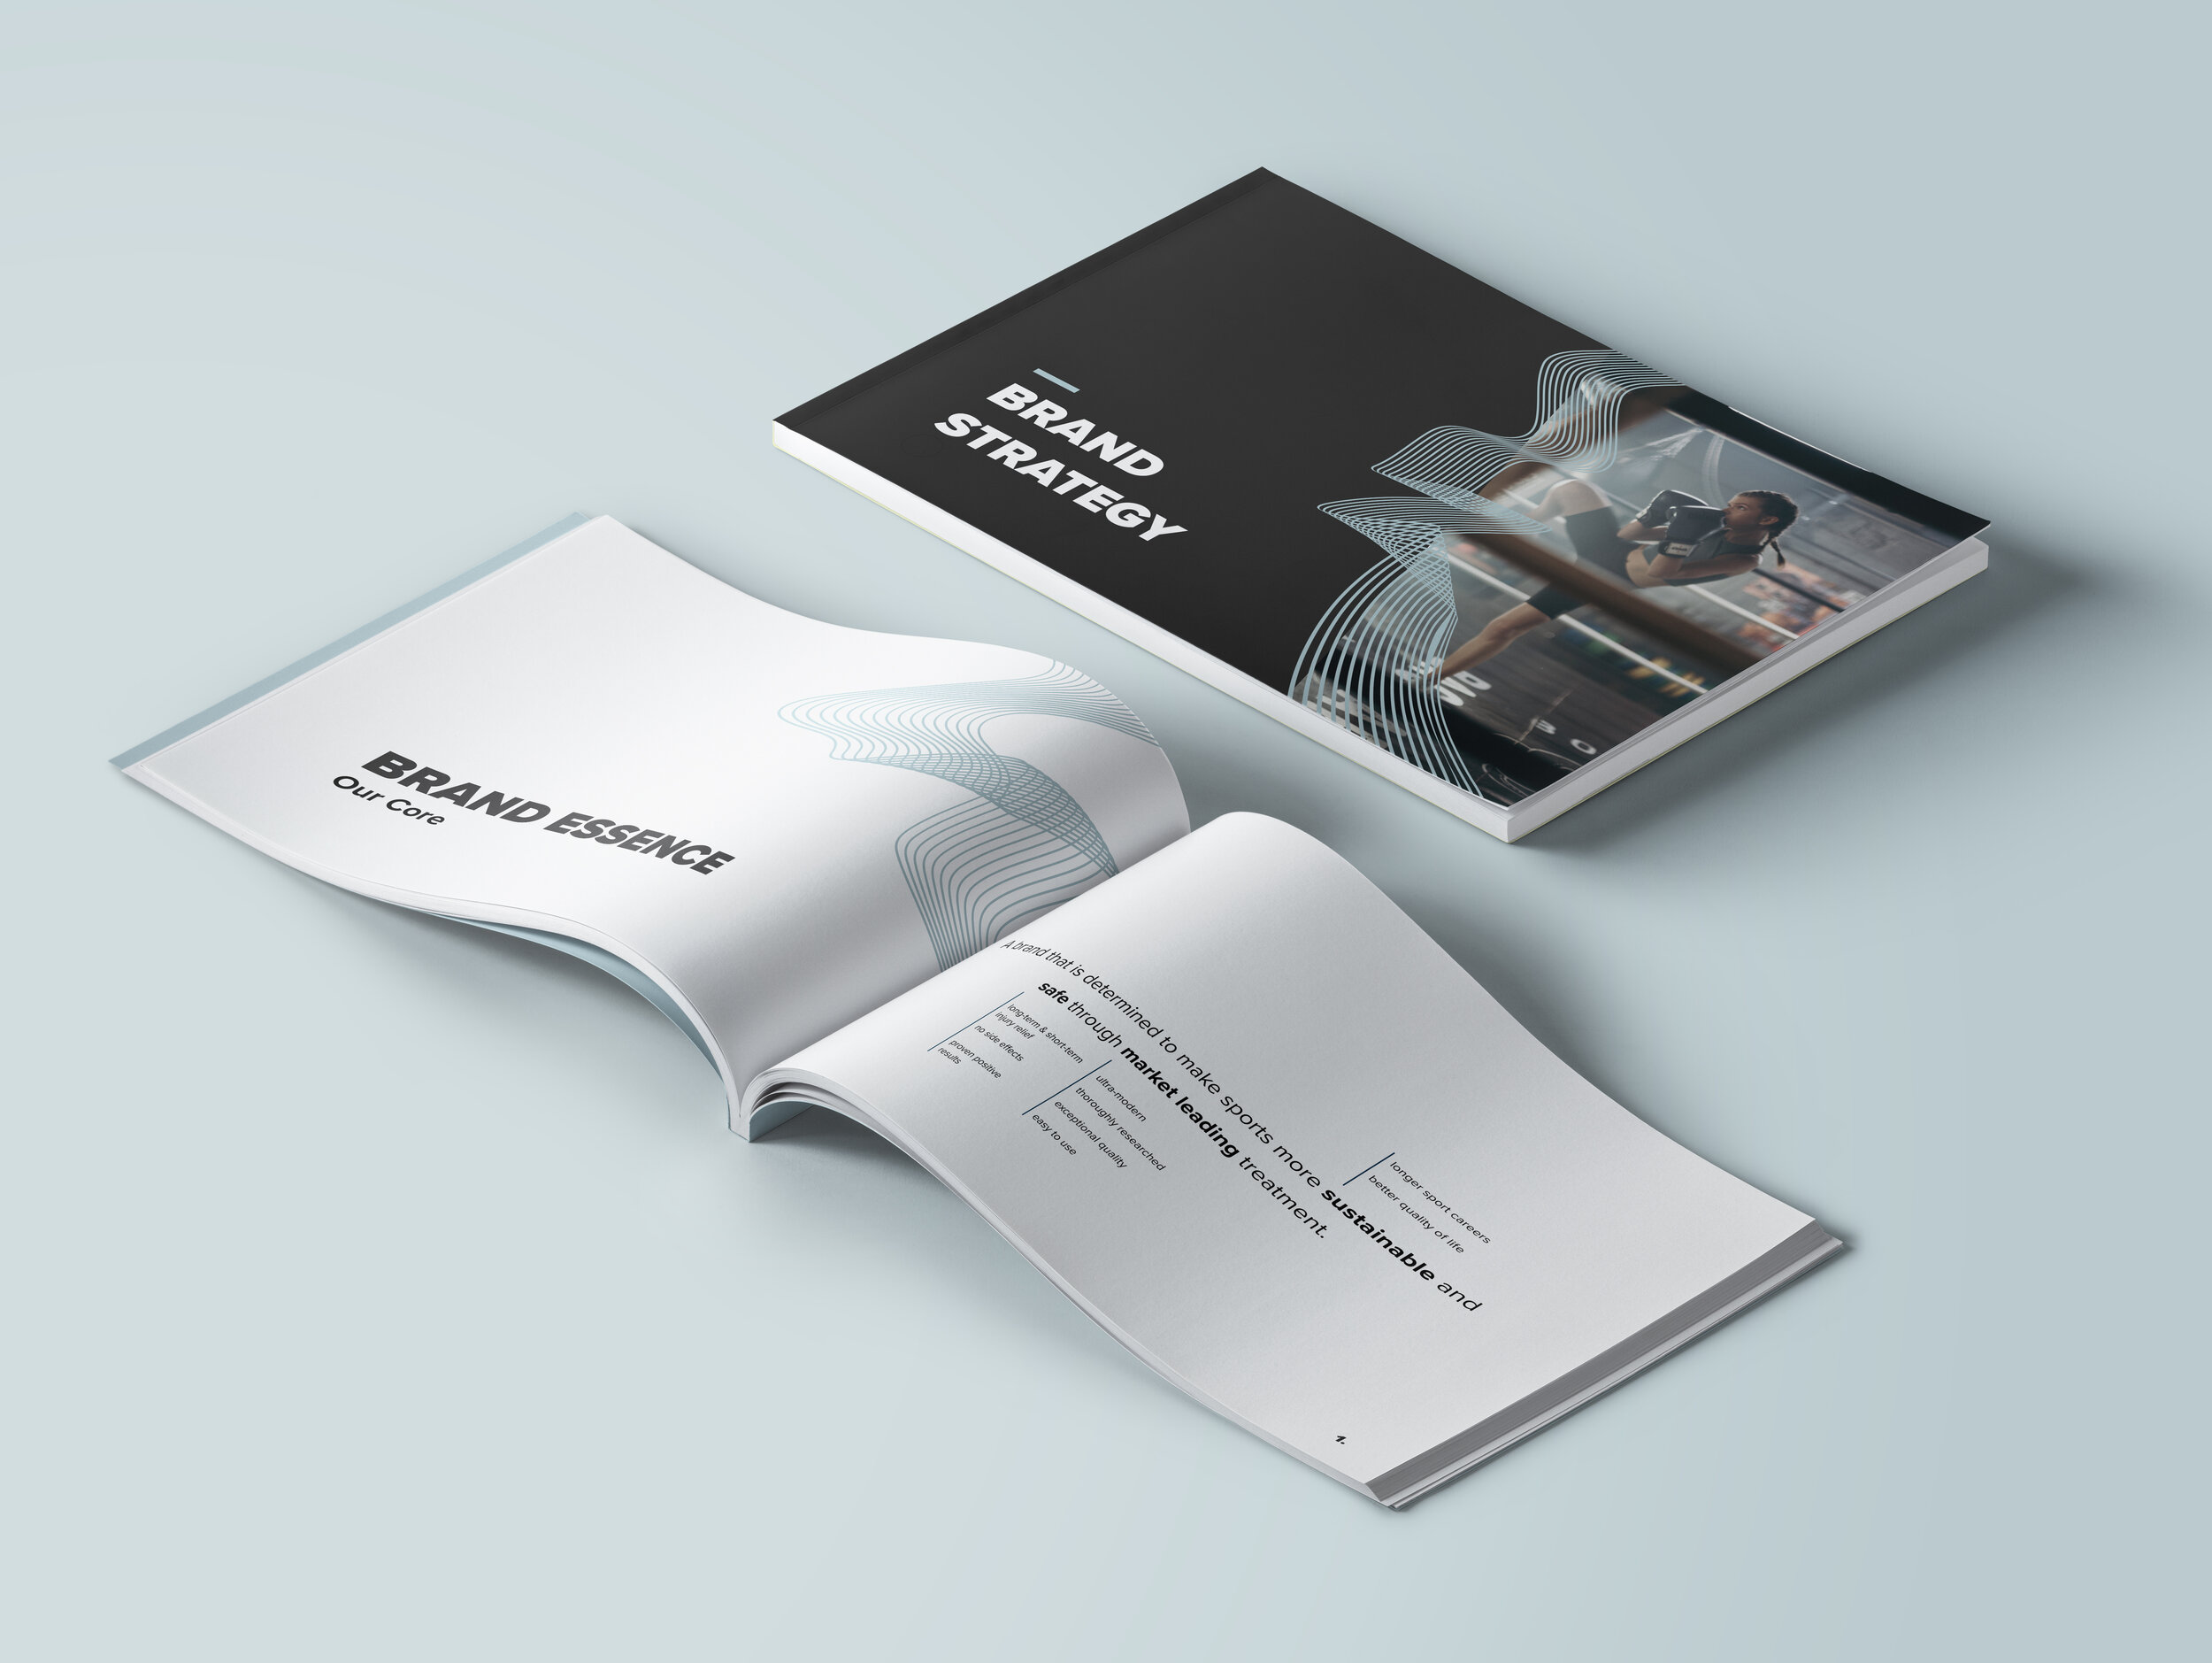 BRAND
STRATEGY
BRAND ESSENCE
Our Core
A brand that is determined to make sports more sustainable and
safe through market leading treatment.
long-term & short-term
injury relief
no side effects
proven positive
results
ultra-modern
thoroughly researched
exceptional quality
easy to use
longer sport careers
better quality of life
1.